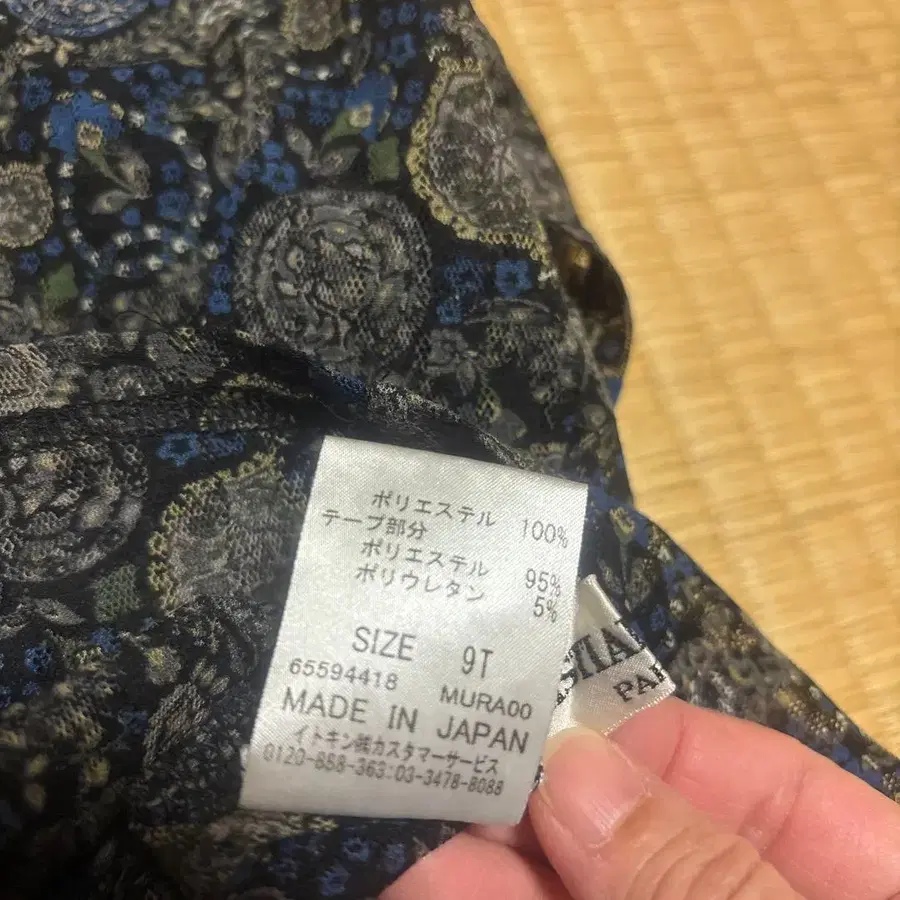 ポリエステル 100%
テープ部分
ポリエステル 95%
ポリウレタン 5%
SIZE 9T
65594418 MURA00
MADE IN JAPAN
イトキン㈱カスタマーサービス
0120-858-363:03-3478-8088
PAR